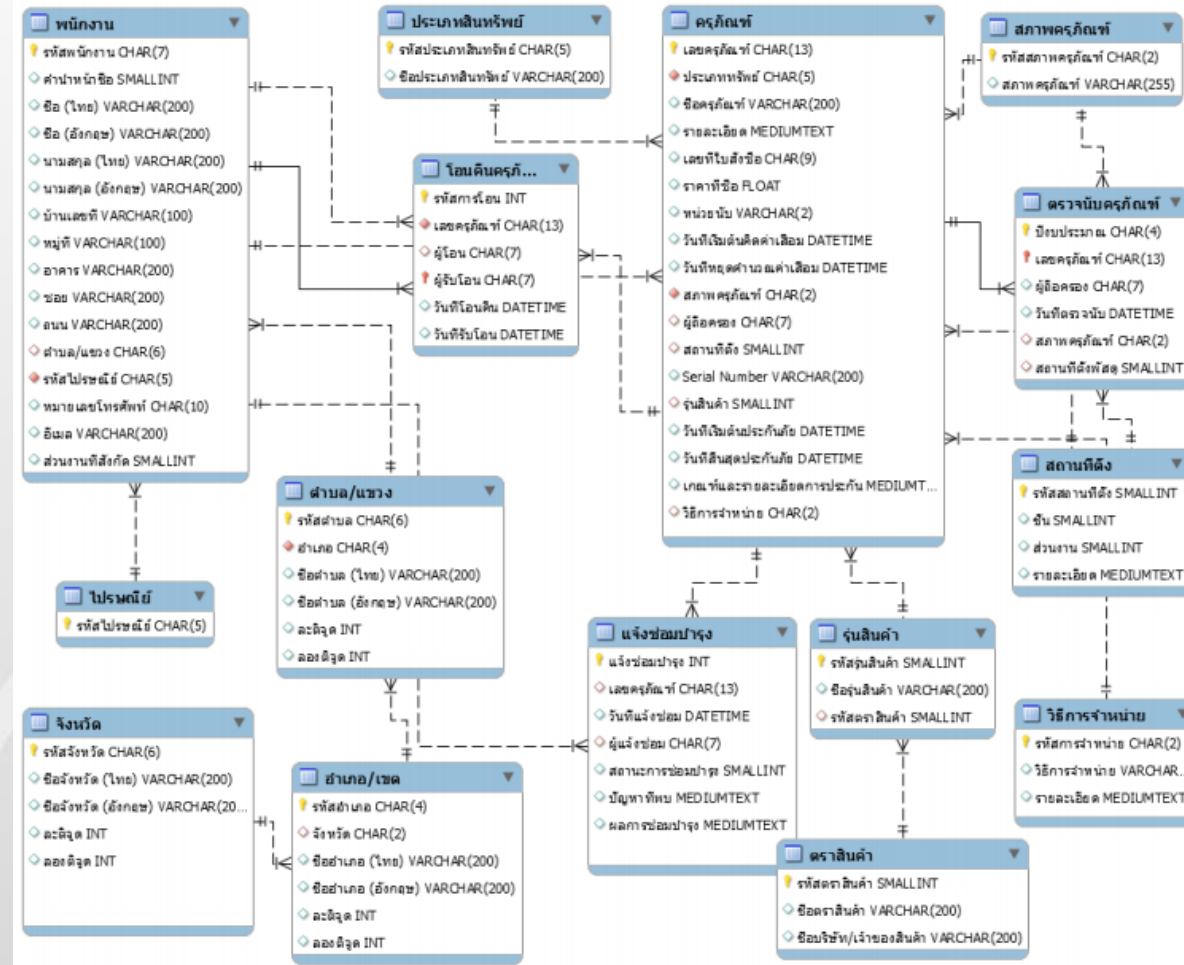 พนักงาน
รหัสพนักงาน CHAR(7)
คำนำหน้าชื่อ SMALLINT
ชื่อ (ไทย) VARCHAR(200)
ชื่อ (อังกฤษ) VARCHAR(200)
นามสกุล (ไทย) VARCHAR(200)
นามสกุล (อังกฤษ) VARCHAR(200)
บ้านเลขที่ VARCHAR(100)
หมู่ที่ VARCHAR(100)
อาคาร VARCHAR(200)
ซอย VARCHAR(200)
ถนน VARCHAR(200)
ตำบล/แขวง CHAR(6)
รหัสไปรษณีย์ CHAR(5)
หมายเลขโทรศัพท์ CHAR(10)
อีเมล VARCHAR(200)
ส่วนงานที่สังกัด SMALLINT
ประเภทสินทรัพย์
รหัสประเภทสินทรัพย์ CHAR(5)
ชื่อประเภทสินทรัพย์ VARCHAR(200)
โอนคืนครุภั...
รหัสการโอน INT
เลขครุภัณฑ์ CHAR(13)
ผู้โอน CHAR(7)
ผู้รับโอน CHAR(7)
วันที่โอนคืน DATETIME
วันที่รับโอน DATETIME
ครุภัณฑ์
เลขครุภัณฑ์ CHAR(13)
ประเภททรัพย์ CHAR(5)
ชื่อครุภัณฑ์ VARCHAR(200)
รายละเอียด MEDIUMTEXT
เลขที่ใบสั่งซื้อ CHAR(9)
ราคาที่ซื้อ FLOAT
หน่วยนับ VARCHAR(2)
วันที่เริ่มต้นคิดค่าเสื่อม DATETIME
วันที่หยุดคำนวณค่าเสื่อม DATETIME
สภาพครุภัณฑ์ CHAR(2)
ผู้ถือครอง CHAR(7)
สถานที่ตั้ง SMALLINT
Serial Number VARCHAR(200)
รุ่นสินค้า SMALLINT
วันที่เริ่มต้นประกันภัย DATETIME
วันที่สิ้นสุดประกันภัย DATETIME
เกณฑ์และรายละเอียดการประกัน MEDIUMT...
วิธีการจำหน่าย CHAR(2)
สภาพครุภัณฑ์
รหัสสภาพครุภัณฑ์ CHAR(2)
สภาพครุภัณฑ์ VARCHAR(255)
ตรวจนับครุภัณฑ์
ปีงบประมาณ CHAR(4)
เลขครุภัณฑ์ CHAR(13)
ผู้ถือครอง CHAR(7)
วันที่ตรวจนับ DATETIME
สภาพครุภัณฑ์ CHAR(2)
สถานที่ตั้งพัสดุ SMALLINT
สถานที่ตั้ง
รหัสสถานที่ตั้ง SMALLINT
ชั้น SMALLINT
ส่วนงาน SMALLINT
รายละเอียด MEDIUMTEXT
ไปรษณีย์
รหัสไปรษณีย์ CHAR(5)
ตำบล/แขวง
รหัสตำบล CHAR(6)
อำเภอ CHAR(4)
ชื่อตำบล (ไทย) VARCHAR(200)
ชื่อตำบล (อังกฤษ) VARCHAR(200)
ละติจูด INT
ลองติจูด INT
จังหวัด
รหัสจังหวัด CHAR(6)
ชื่อจังหวัด (ไทย) VARCHAR(200)
ชื่อจังหวัด (อังกฤษ) VARCHAR(20...
ละติจูด INT
ลองติจูด INT
อำเภอ/เขต
รหัสอำเภอ CHAR(4)
จังหวัด CHAR(2)
ชื่ออำเภอ (ไทย) VARCHAR(200)
ชื่ออำเภอ (อังกฤษ) VARCHAR(200)
ละติจูด INT
ลองติจูด INT
แจ้งซ่อมบำรุง
แจ้งซ่อมบำรุง INT
เลขครุภัณฑ์ CHAR(13)
วันที่แจ้งซ่อม DATETIME
ผู้แจ้งซ่อม CHAR(7)
สถานะการซ่อมบำรุง SMALLINT
ปัญหาที่พบ MEDIUMTEXT
ผลการซ่อมบำรุง MEDIUMTEXT
รุ่นสินค้า
รหัสรุ่นสินค้า SMALLINT
ชื่อรุ่นสินค้า VARCHAR(200)
รหัสตราสินค้า SMALLINT
วิธีการจำหน่าย
รหัสการจำหน่าย CHAR(2)
วิธีการจำหน่าย VARCHAR...
รายละเอียด MEDIUMTEXT
ตราสินค้า
รหัสตราสินค้า SMALLINT
ชื่อตราสินค้า VARCHAR(200)
ชื่อบริษัท/เจ้าของสินค้า VARCHAR(200)